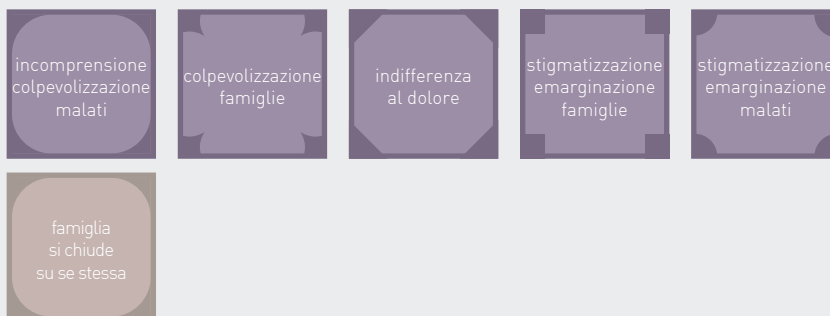 incomprensione
colpevolizzazione
malati
colpevolizzazione
famiglie
indifferenza
al dolore
stigmatizzazione
emarginazione
famiglie
stigmatizzazione
emarginazione
malati
famiglia
si chiude
su se stessa